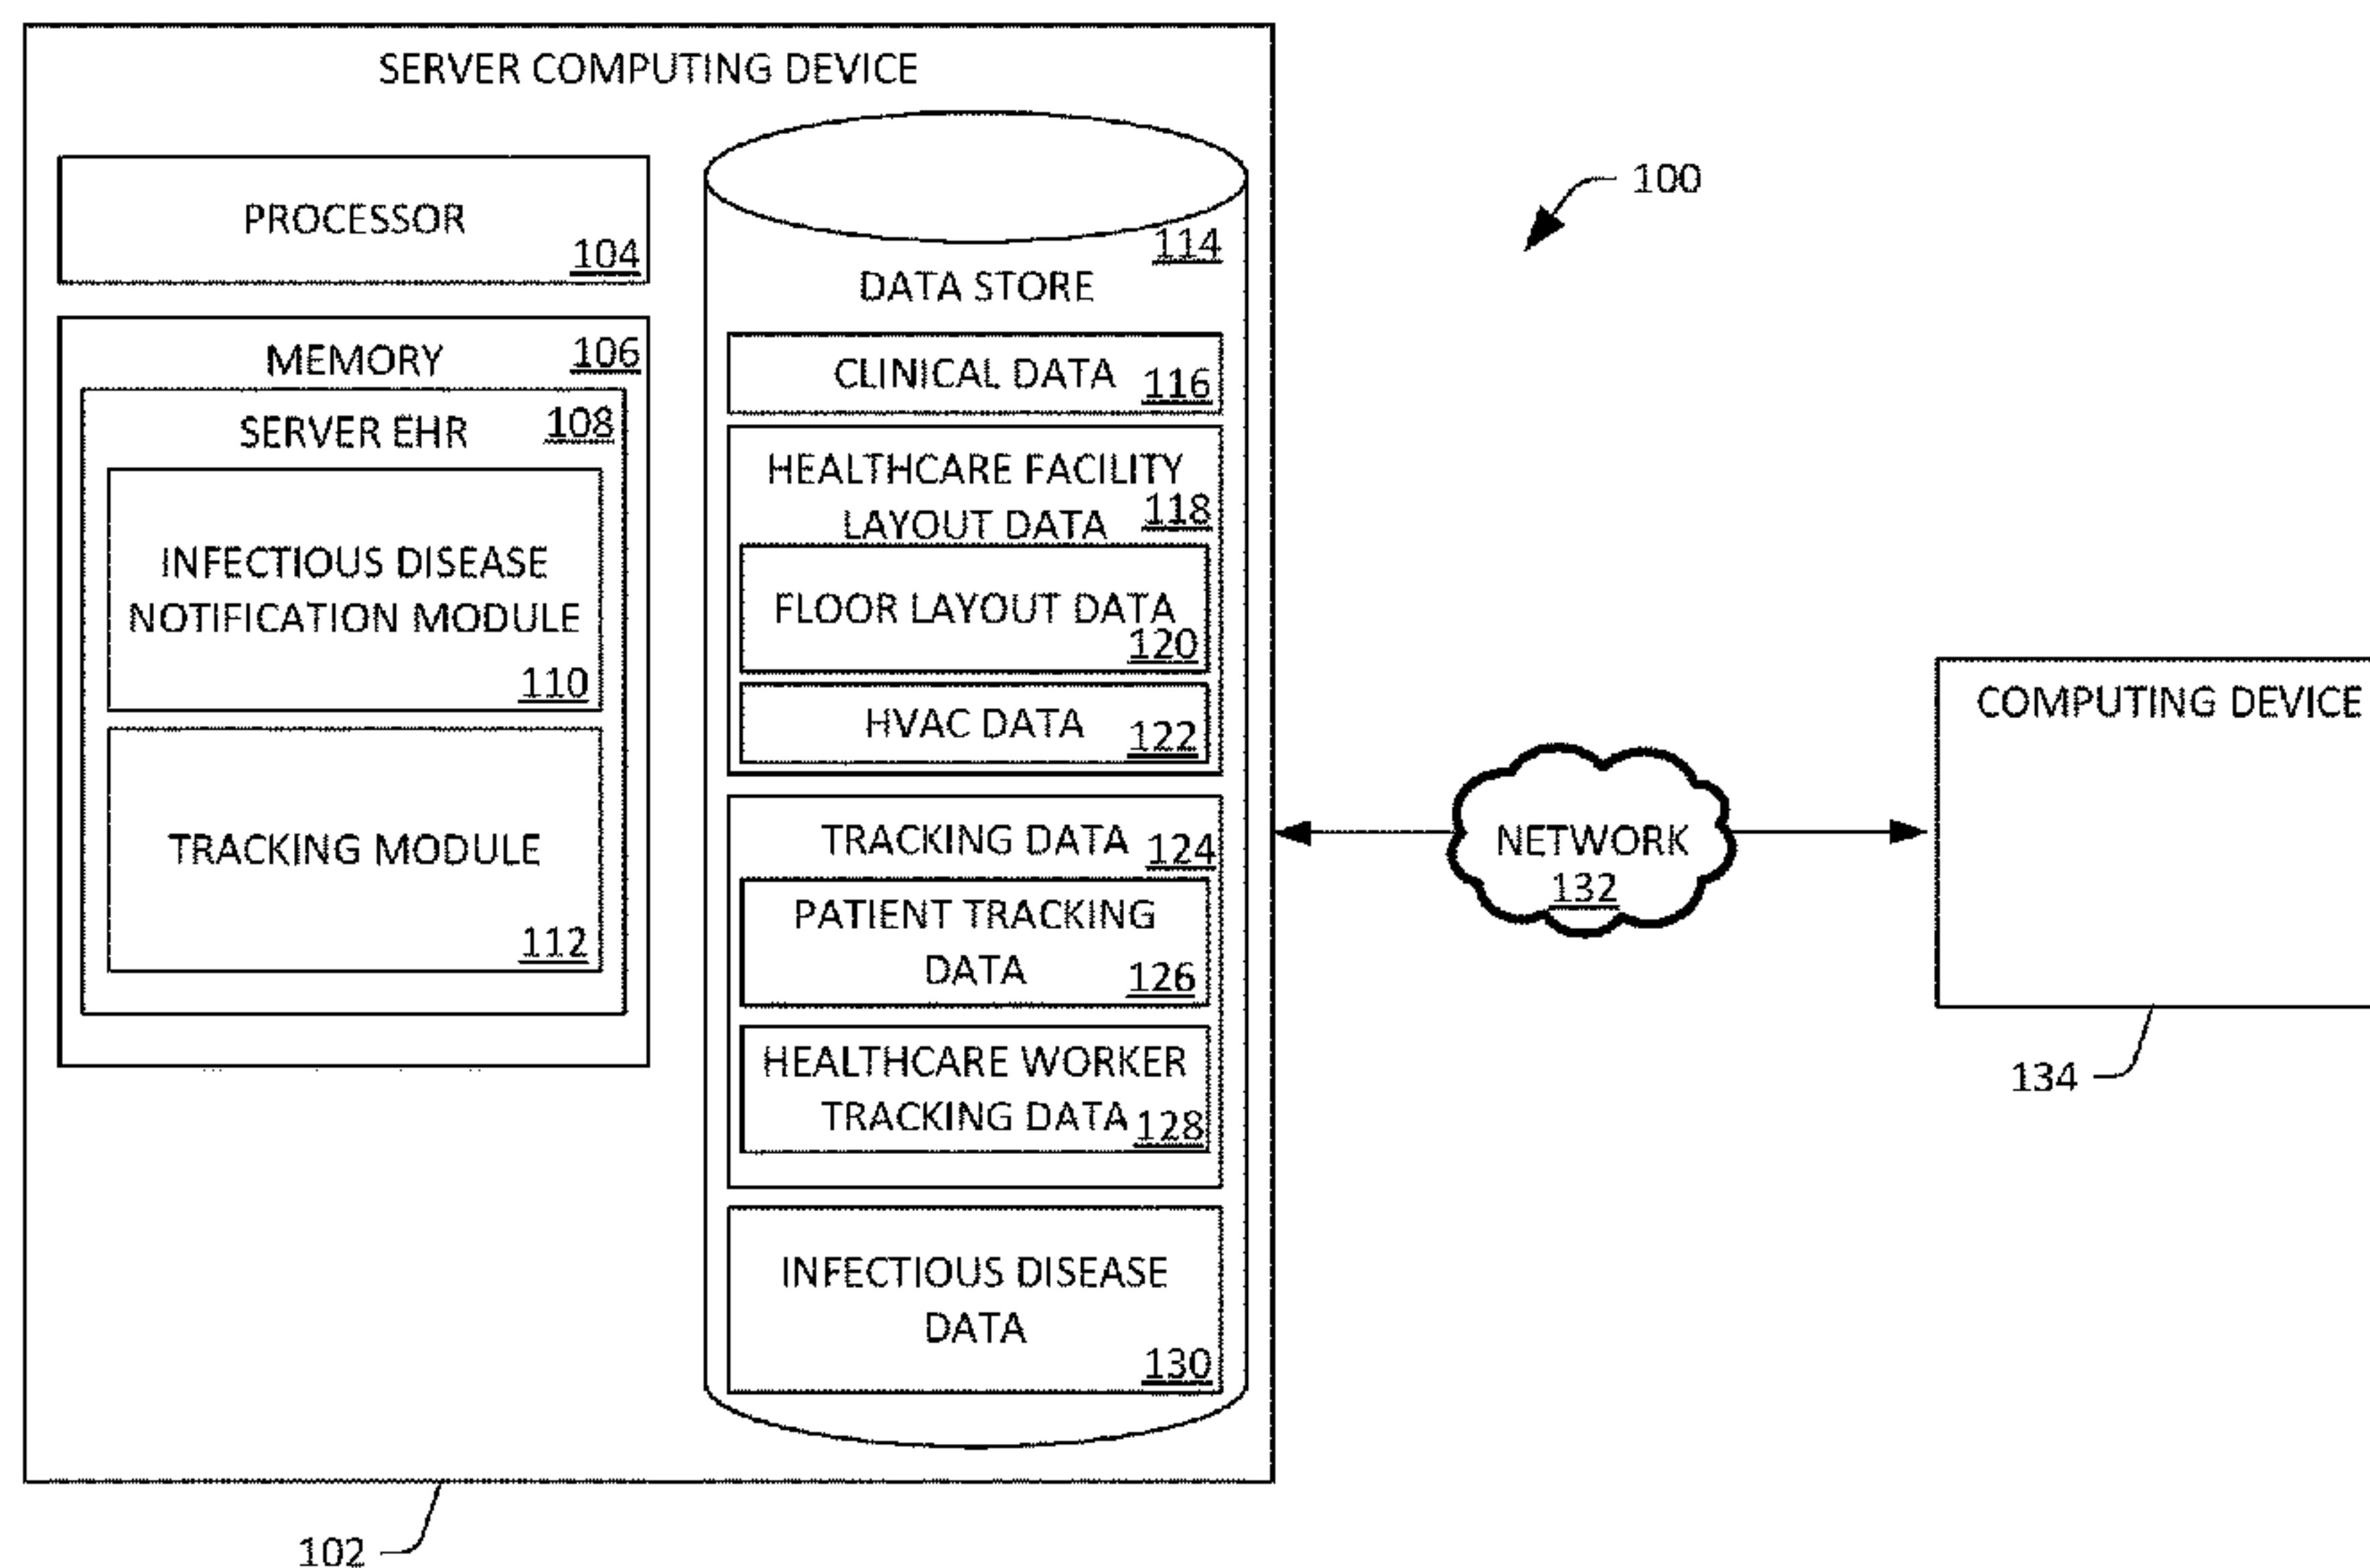 SERVER COMPUTING DEVICE
PROCESSOR
104
MEMORY 106
SERVER EHR 108
INFECTIOUS DISEASE
NOTIFICATION MODULE
110
TRACKING MODULE
112
114
DATA STORE
CLINICAL DATA 116
HEALTHCARE FACILITY
LAYOUT DATA 118
FLOOR LAYOUT DATA
120
HVAC DATA 122
TRACKING DATA 124
PATIENT TRACKING
DATA 126
HEALTHCARE WORKER
TRACKING DATA 128
INFECTIOUS DISEASE
DATA
130
102
100
NETWORK
132
COMPUTING DEVICE
134